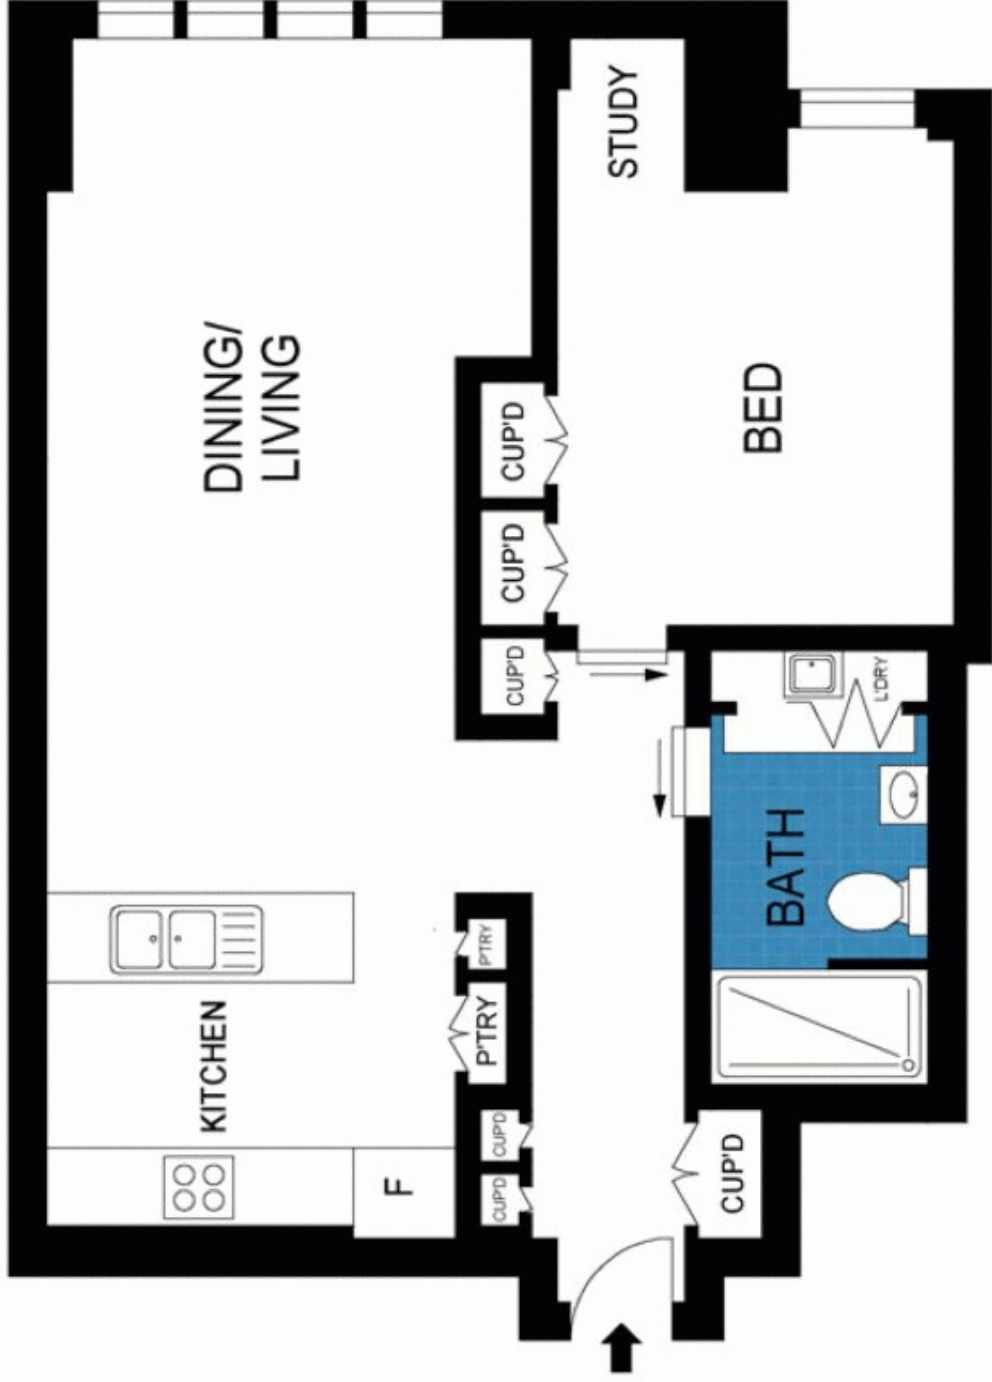 STUDY
DINING/
LIVING
BED
CUP'D
CUP'D
CUP'D
L'DRY
BATH
P'TRY
P'TRY
KITCHEN
CUP'D
CUP'D
CUP'D
F